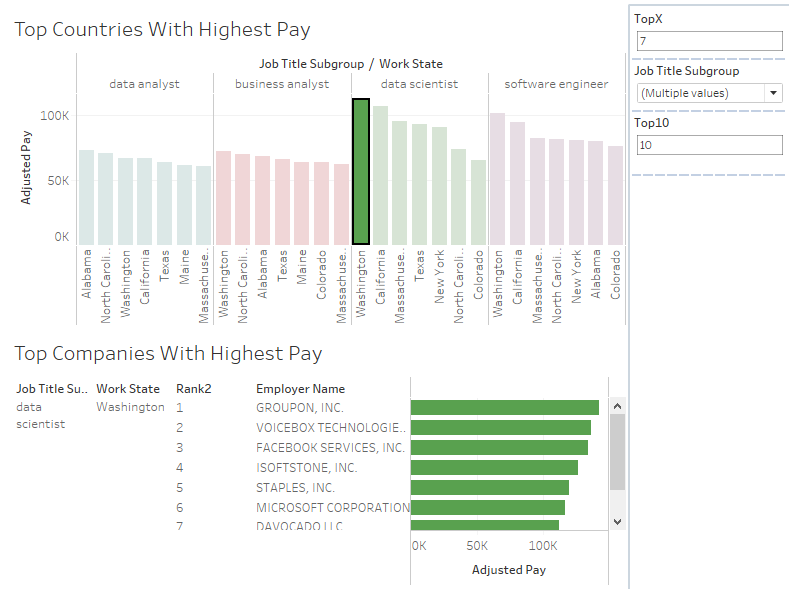 Top Countries With Highest Pay
Job Title Subgroup / Work State
data analyst business analyst data scientist software engineer
Adjusted Pay
100K
50K
0K
Alabama
North Caroli..
Washington
California
Texas
Maine
Massachuse..
Washington
North Caroli..
Alabama
Texas
Maine
Colorado
Massachuse..
Washington
California
Massachuse..
Texas
New York
North Caroli..
Colorado
Washington
California
Massachuse..
North Caroli..
New York
Alabama
Colorado
TopX
7
Job Title Subgroup
(Multiple values)
Top10
10
Top Companies With Highest Pay
Job Title Su.. Work State Rank2 Employer Name
data scientist Washington 1 GROUPON, INC.
2 VOICEBOX TECHNOLOGIE..
3 FACEBOOK SERVICES, INC.
4 ISOFTSTONE, INC.
5 STAPLES, INC.
6 MICROSOFT CORPORATION
7 DAVOCADO LLC
0K 50K 100K
Adjusted Pay